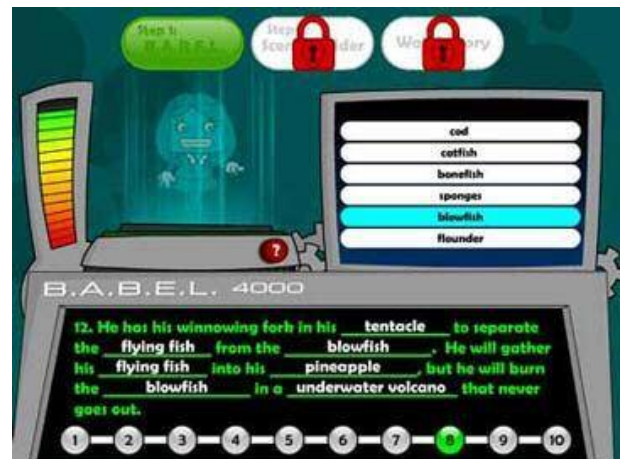 Step 1:
B.A.B.E.L.
Step
Scen ider
Wo ory
cod
catfish
bonefish
sponges
blowfish
flounder
?
B.A.B.E.L. 4000
12. He has his winnowing fork in his tentacle to separate
the flying fish from the blowfish. He will gather
his flying fish into his pineapple, but he will burn
the blowfish in a underwater volcano that never
goes out.
1 2 3 4 5 6 7 8 9 10